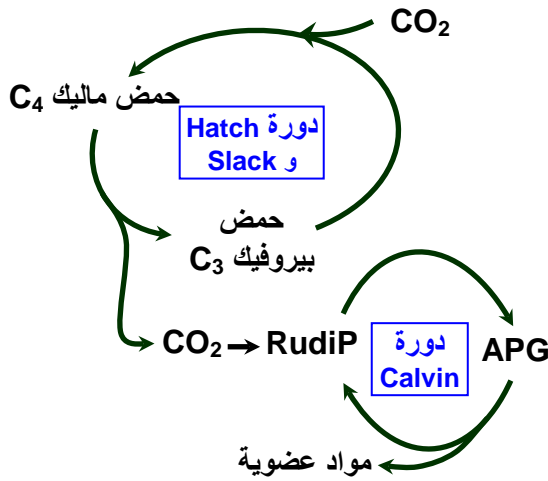 CO₂
حمض ماليك C₄
دورة Hatch
و Slack
حمض
بيروفيك C₃
CO₂ → RudiP
دورة
Calvin
APG
مواد عضوية